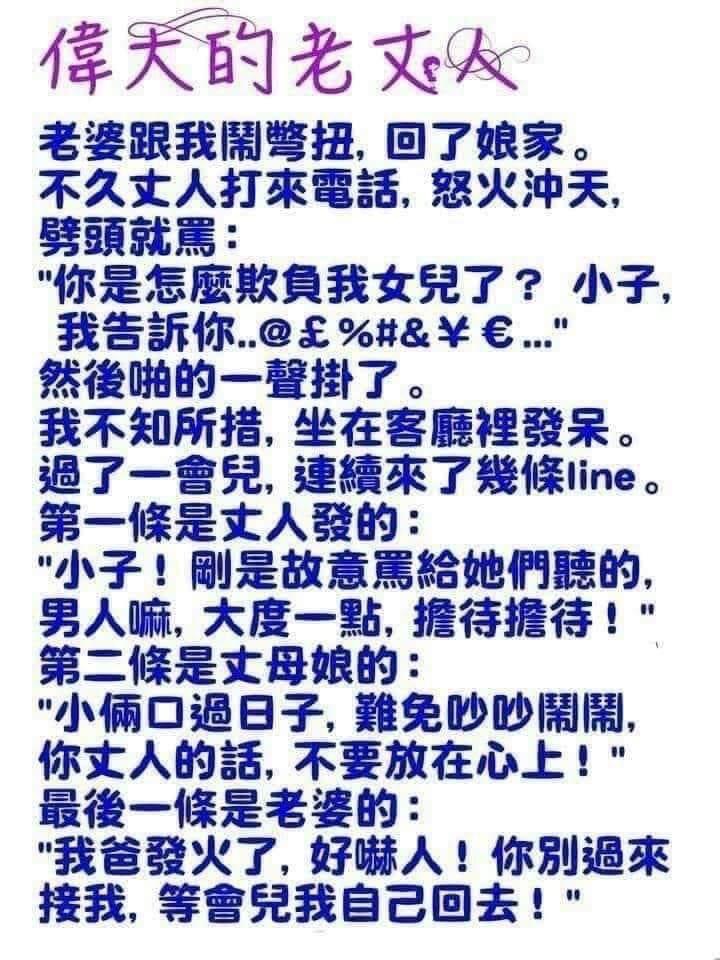 偉大的老丈人
老婆跟我鬧彆扭, 回了娘家。
不久丈人打來電話, 怒火沖天,
劈頭就罵：
"你是怎麼欺負我女兒了？ 小子,
我告訴你..@￡%#&￥€..."
然後啪的一聲掛了。
我不知所措, 坐在客廳裡發呆。
過了一會兒, 連續來了幾條line。
第一條是丈人發的：
"小子！剛是故意罵給她們聽的,
男人嘛, 大度一點, 擔待擔待！"
第二條是丈母娘的：
"小倆口過日子, 難免吵吵鬧鬧,
你丈人的話, 不要放在心上！"
最後一條是老婆的：
"我爸發火了, 好嚇人！你別過來
接我, 等會兒我自己回去！"